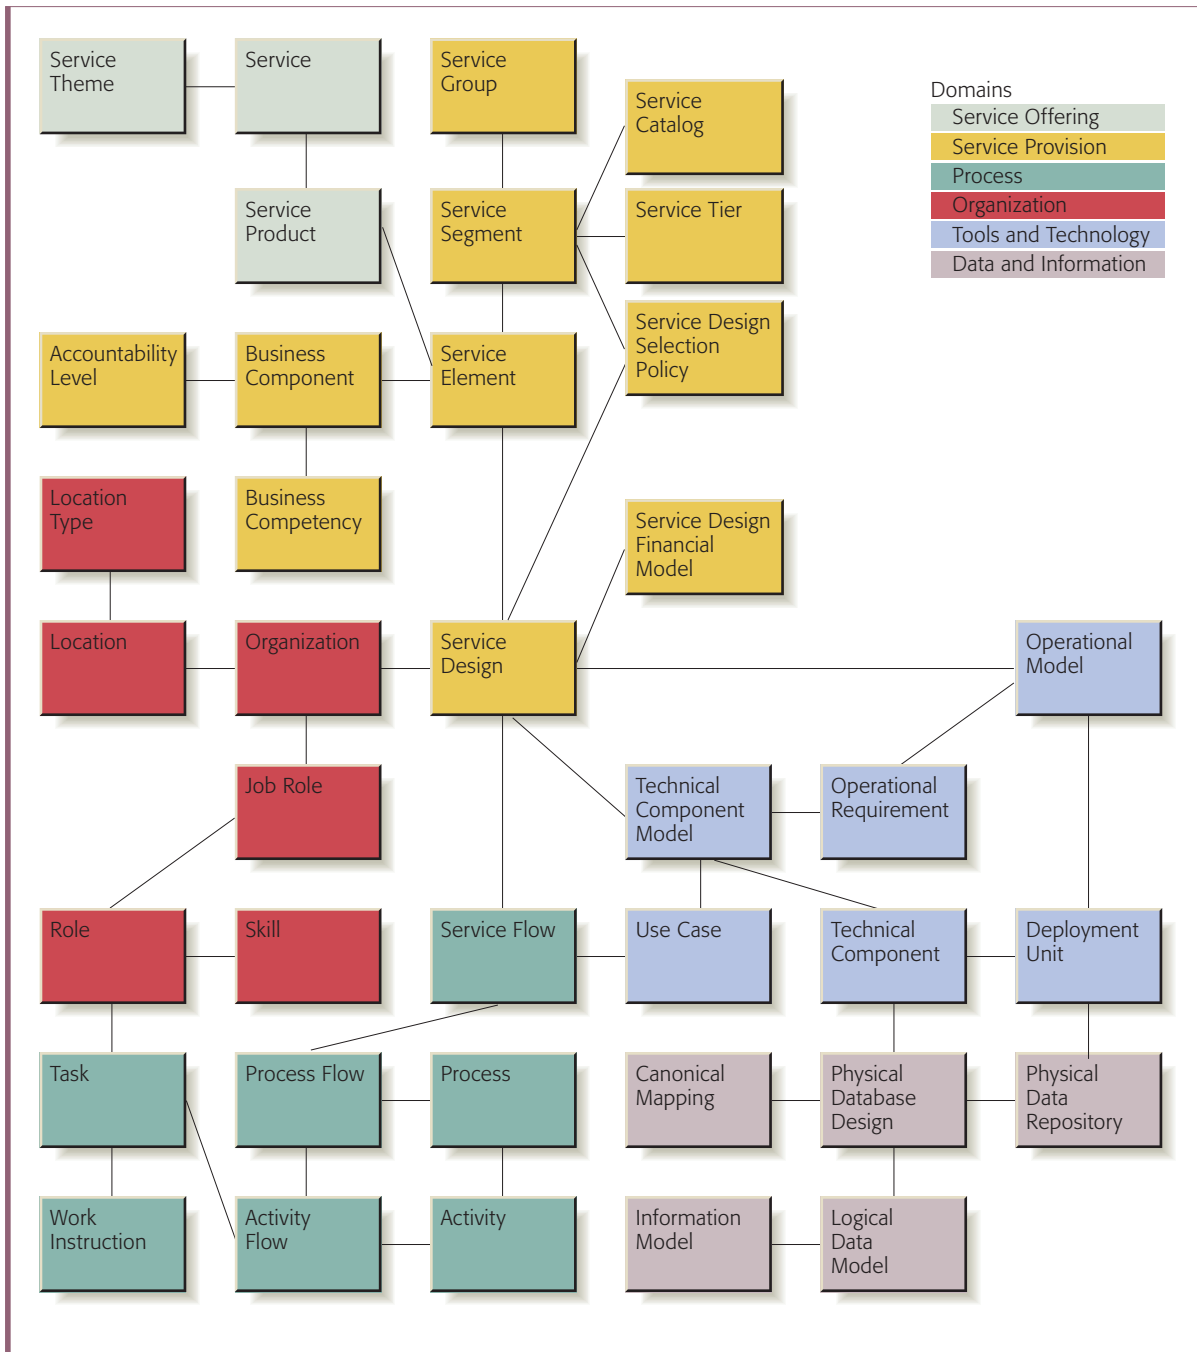 Service
Theme
Service
Service
Group
Service
Catalog
Domains
Service Offering
Service Provision
Process
Organization
Tools and Technology
Data and Information
Service
Product
Service
Segment
Service Tier
Accountability
Level
Business
Component
Service
Element
Service Design
Selection
Policy
Location
Type
Business
Competency
Service Design
Financial
Model
Location
Organization
Service
Design
Operational
Model
Job Role
Technical
Component
Model
Operational
Requirement
Role
Skill
Service Flow
Use Case
Technical
Component
Deployment
Unit
Task
Process Flow
Process
Canonical
Mapping
Physical
Database
Design
Physical
Data
Repository
Work
Instruction
Activity
Flow
Activity
Information
Model
Logical
Data
Model